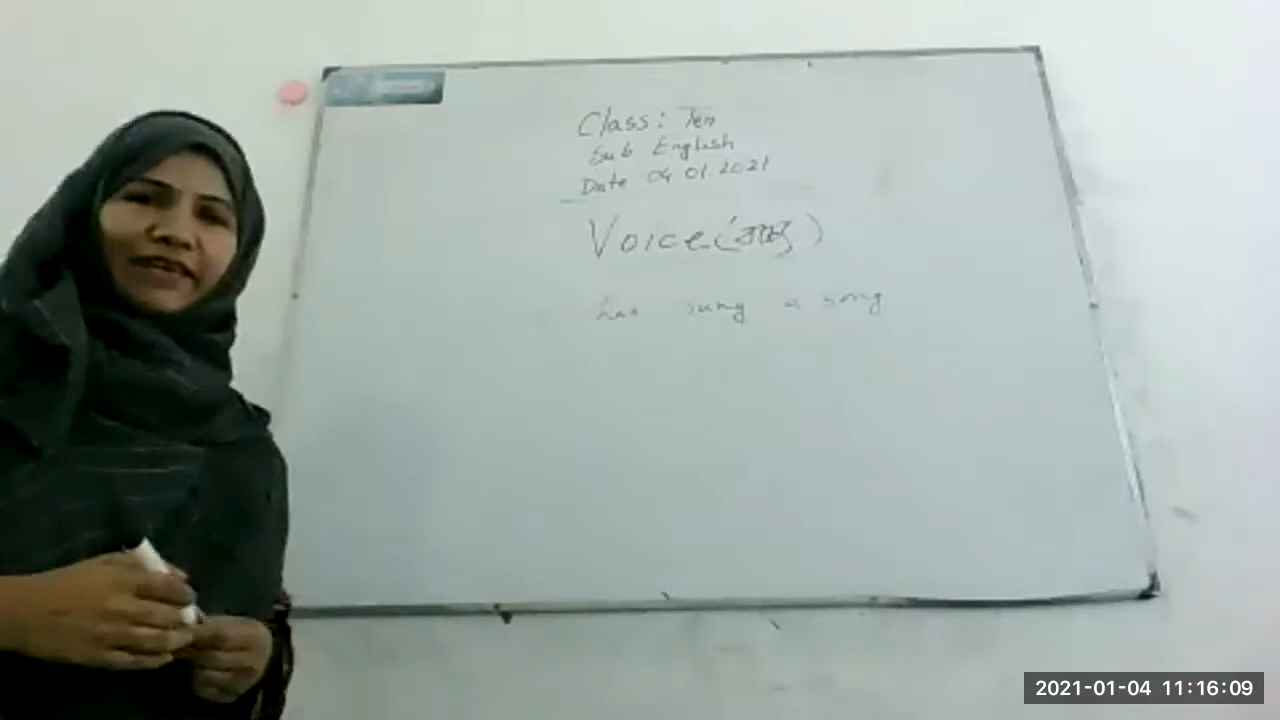 Class: Ten
Sub English
Date 04 01 2021
Voice (বাচ্য)
has sung a song
2021-01-04 11:16:09